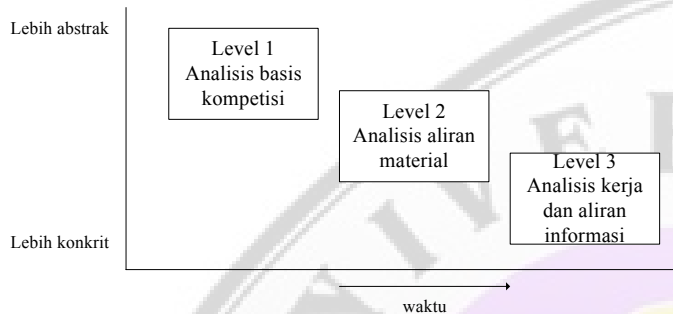 Lebih abstrak
Level 1
Analisis basis
kompetisi
Level 2
Analisis aliran
material
Level 3
Analisis kerja
dan aliran
informasi
Lebih konkrit
waktu